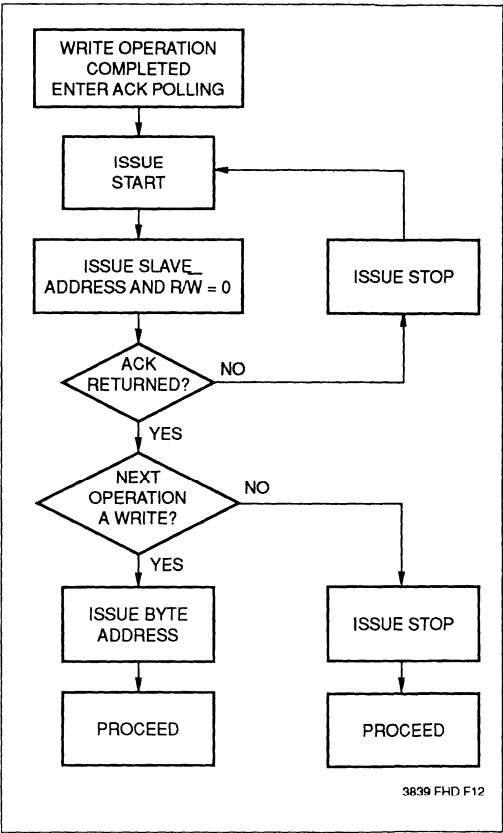 WRITE OPERATION
COMPLETED
ENTER ACK POLLING
ISSUE
START
ISSUE SLAVE
ADDRESS AND R/W = 0
ISSUE STOP
ACK
RETURNED?
NO
YES
NEXT
OPERATION
A WRITE?
NO
YES
ISSUE BYTE
ADDRESS
ISSUE STOP
PROCEED
PROCEED
3839 FHD F12